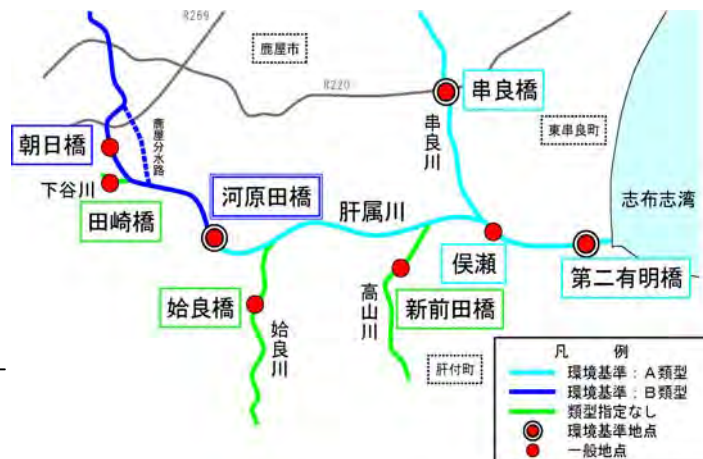 R269
鹿屋市
R220
串良橋
朝日橋
鹿屋分水路
串良川
東串良町
下谷川
田崎橋
河原田橋
肝属川
志布志湾
俣瀬
第二有明橋
姶良橋
姶良川
高山川
新前田橋
肝付町
凡 例
環境基準:A類型
環境基準:B類型
類型指定なし
環境基準地点
一般地点